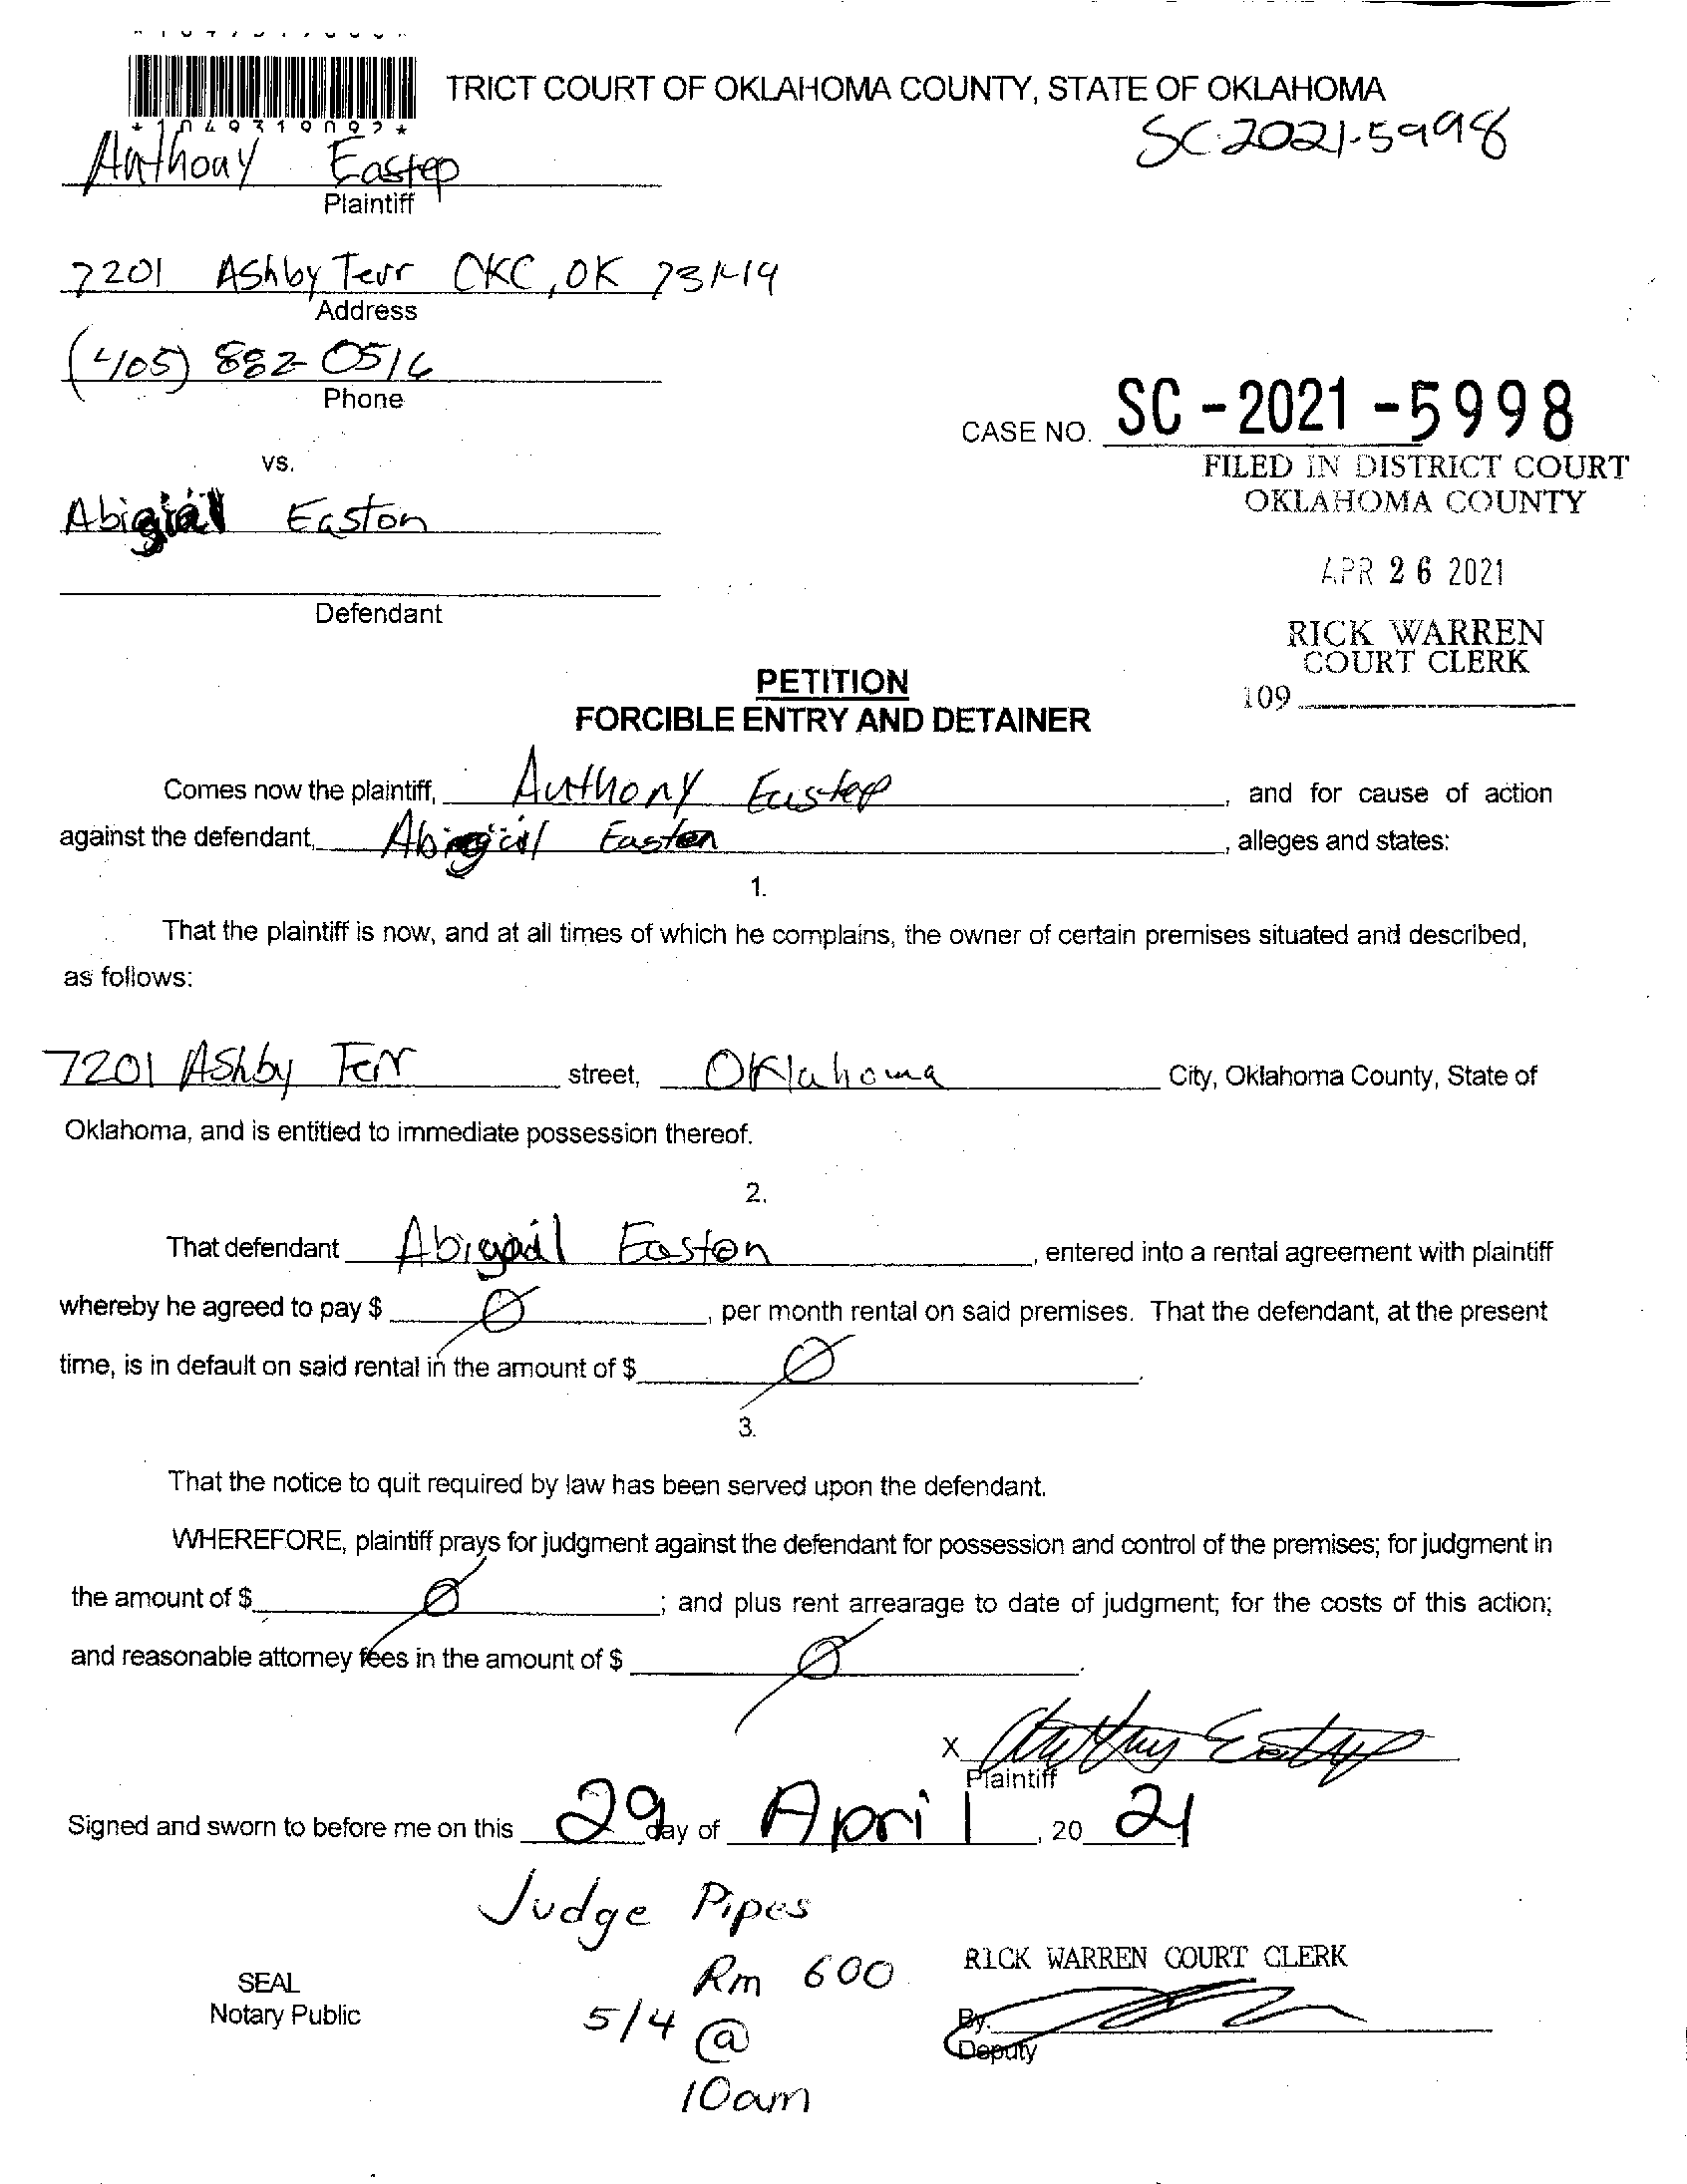 TRICT COURT OF OKLAHOMA COUNTY, STATE OF OKLAHOMA
*1049319092*
SC-2021-5998
Anthony Eastep
Plaintiff
7201 Ashby Terr OKC, OK 73149
Address
(405) 882-0516
Phone
CASE NO. SC-2021-5998
FILED IN DISTRICT COURT
OKLAHOMA COUNTY
vs.
Abigail Easton
APR 26 2021
Defendant
RICK WARREN
COURT CLERK
109
PETITION
FORCIBLE ENTRY AND DETAINER
Comes now the plaintiff, Anthony Eastep, and for cause of action
against the defendant, Abigail Easton, alleges and states:
1.
That the plaintiff is now, and at all times of which he complains, the owner of certain premises situated and described,
as follows:
7201 Ashby Terr street, Oklahoma City, Oklahoma County, State of
Oklahoma, and is entitled to immediate possession thereof.
2.
That defendant Abigail Easton, entered into a rental agreement with plaintiff
whereby he agreed to pay $ Ø, per month rental on said premises. That the defendant, at the present
time, is in default on said rental in the amount of $ Ø.
3.
That the notice to quit required by law has been served upon the defendant.
WHEREFORE, plaintiff prays for judgment against the defendant for possession and control of the premises; for judgment in
the amount of $ Ø; and plus rent arrearage to date of judgment; for the costs of this action;
and reasonable attorney fees in the amount of $ Ø.
X Anthony Eastep
Plaintiff
Signed and sworn to before me on this 29 day of April, 20 21
Judge Pipes
Rm 600
5/4 @
10am
SEAL
Notary Public
RICK WARREN COURT CLERK
By.
Deputy